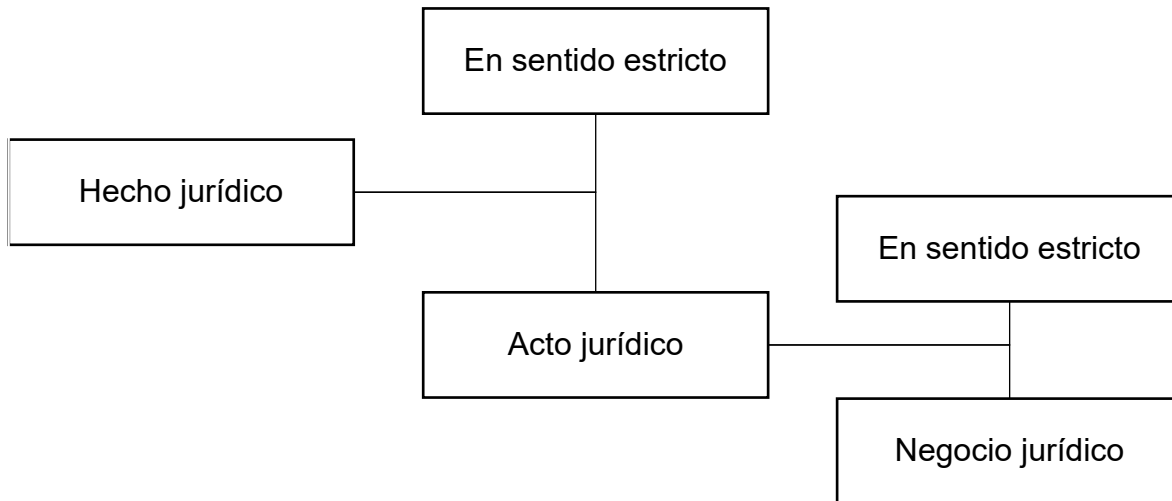 En sentido estricto
Hecho jurídico
En sentido estricto
Acto jurídico
Negocio jurídico